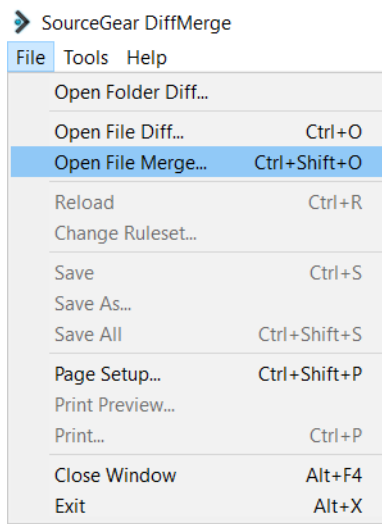 SourceGear DiffMerge
File Tools Help
Open Folder Diff...
Open File Diff... Ctrl+O
Open File Merge... Ctrl+Shift+O
Reload Ctrl+R
Change Ruleset...
Save Ctrl+S
Save As...
Save All Ctrl+Shift+S
Page Setup... Ctrl+Shift+P
Print Preview...
Print... Ctrl+P
Close Window Alt+F4
Exit Alt+X